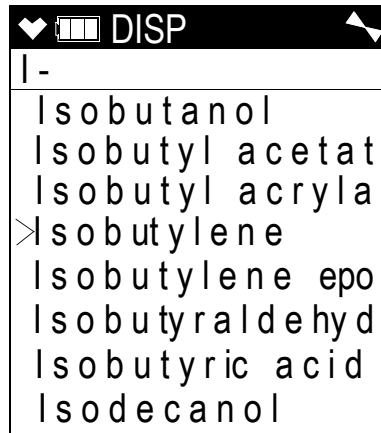 DISP
I-
Isobutanol
Isobutyl acetat
Isobutyl acryla
>Isobutylene
Isobutylene epo
Isobutyraldehyd
Isobutyric acid
Isodecanol